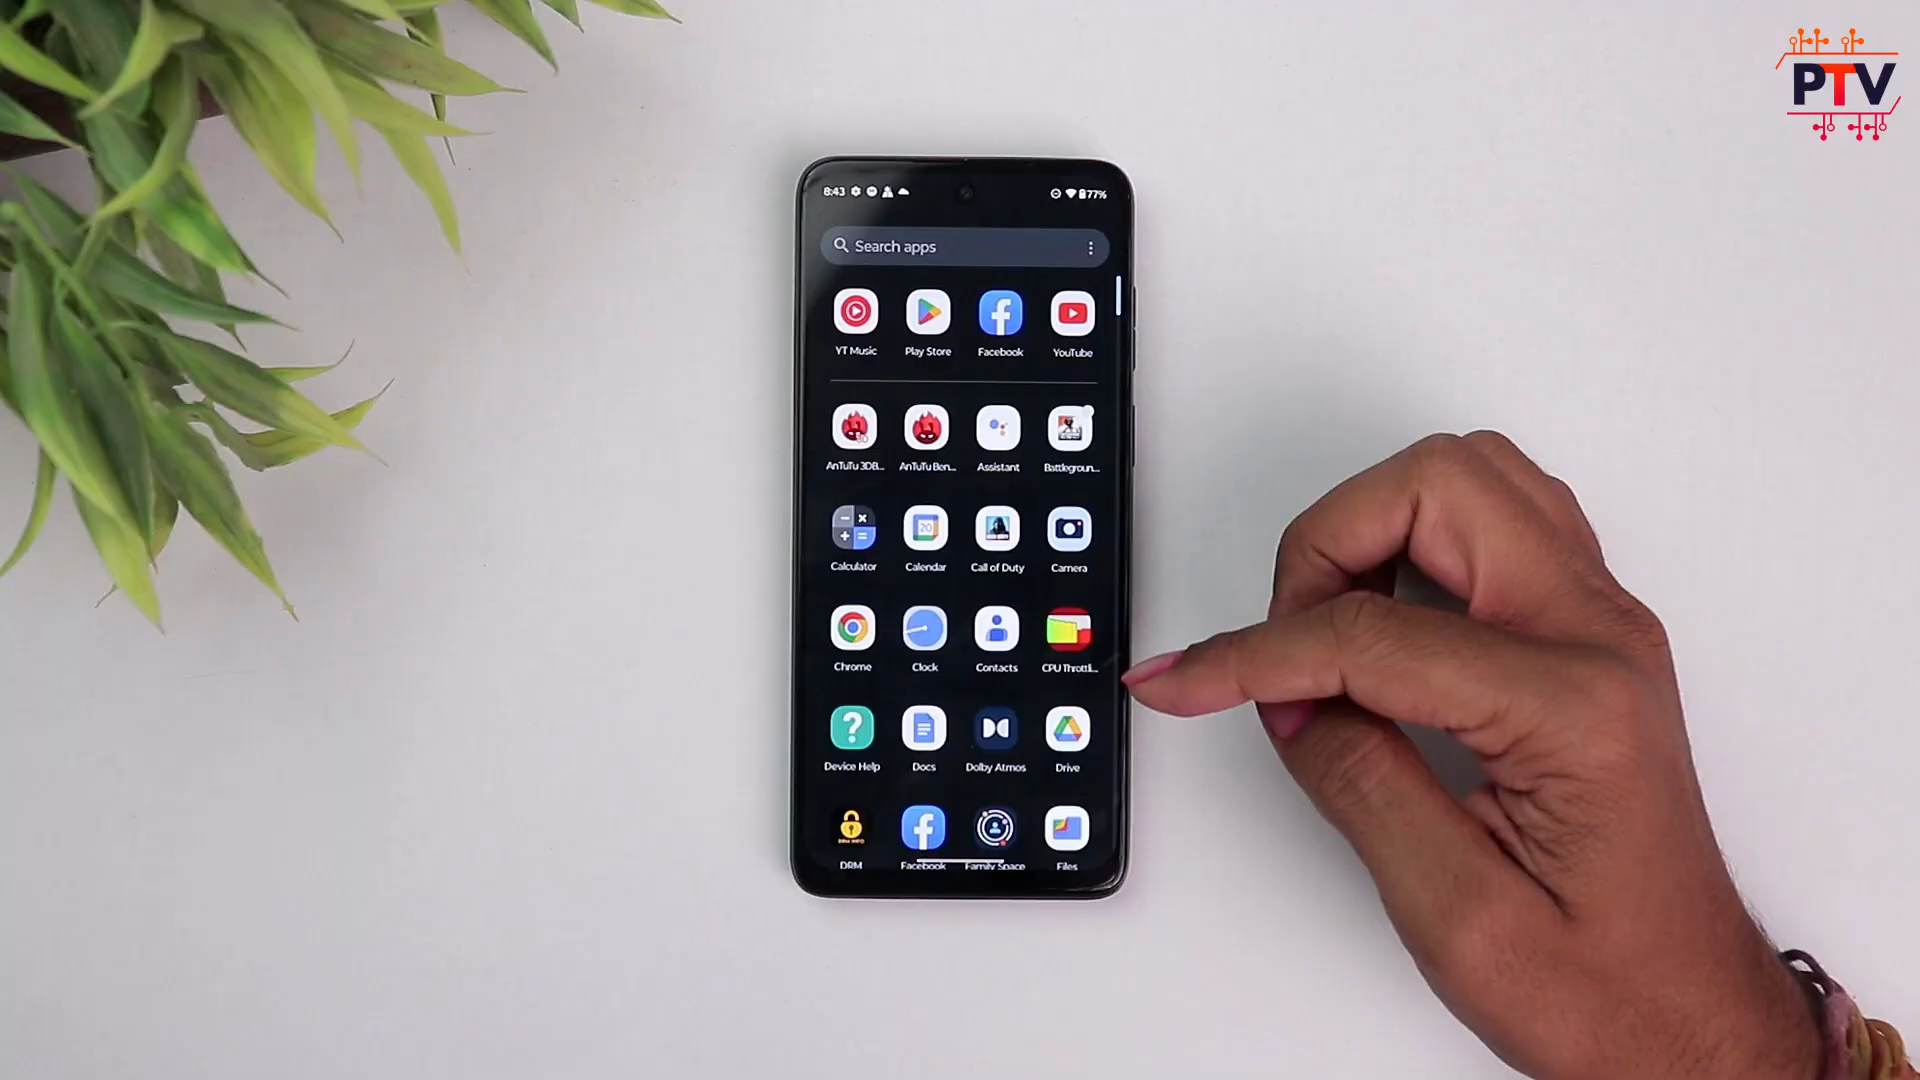 PTV
8:43
77%
Search apps
YT Music
Play Store
Facebook
YouTube
AnTuTu 3DB...
AnTuTu Ben...
Assistant
Battlegroun...
Calculator
Calendar
Call of Duty
Camera
Chrome
Clock
Contacts
CPU Throttli...
Device Help
Docs
Dolby Atmos
Drive
DRM
Facebook
Family Space
Files